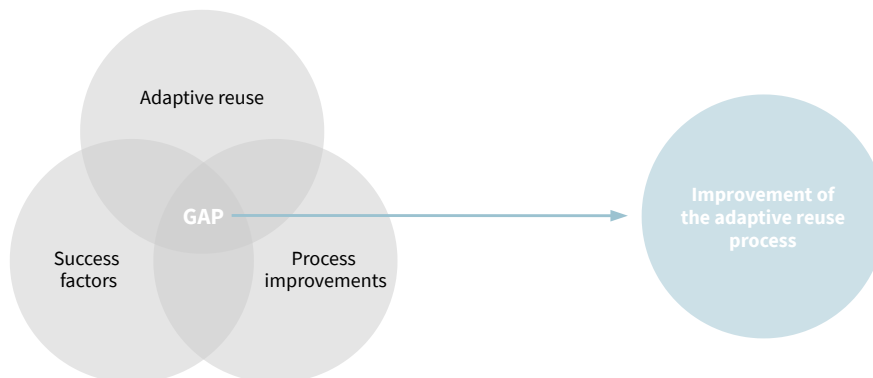 Adaptive reuse
GAP
Success
factors
Process
improvements
Improvement of
the adaptive reuse
process